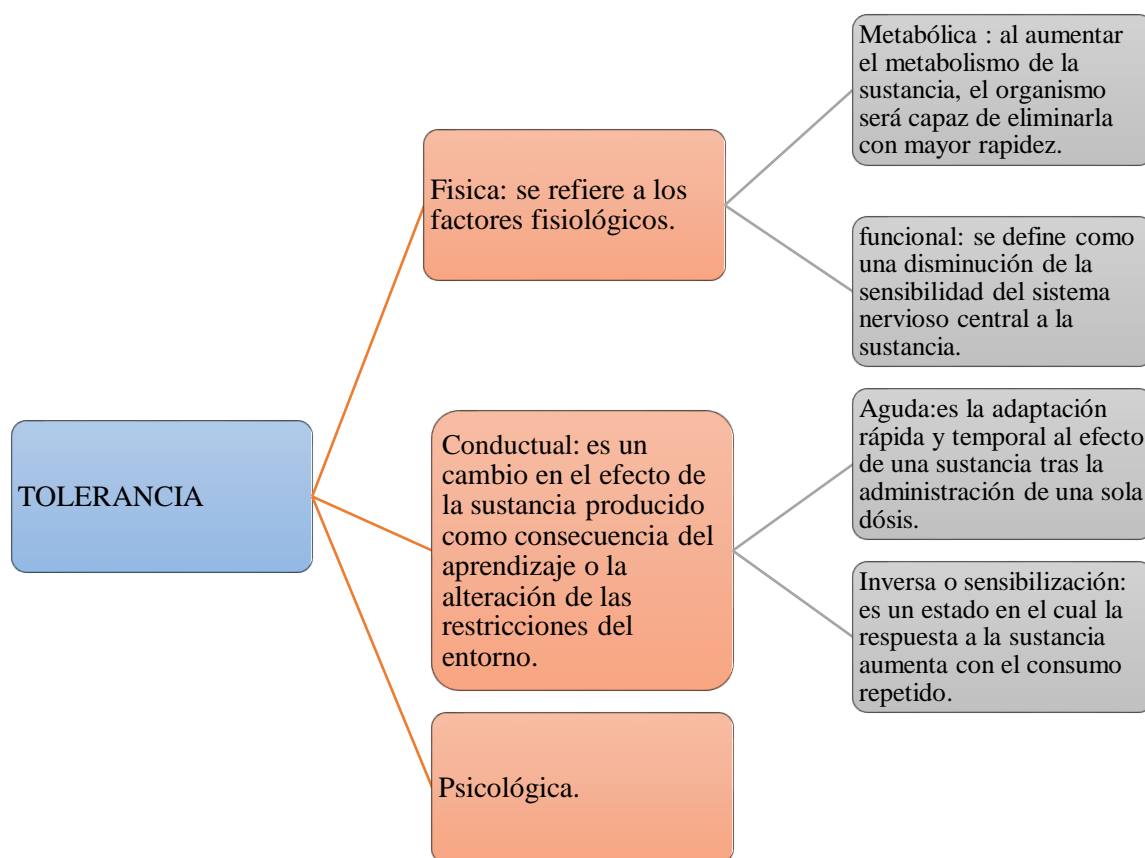 TOLERANCIA
Fisica: se refiere a los
factores fisiológicos.
Metabólica : al aumentar
el metabolismo de la
sustancia, el organismo
será capaz de eliminarla
con mayor rapidez.
funcional: se define como
una disminución de la
sensibilidad del sistema
nervioso central a la
sustancia.
Conductual: es un
cambio en el efecto de
la sustancia producido
como consecuencia del
aprendizaje o la
alteración de las
restricciones del
entorno.
Aguda:es la adaptación
rápida y temporal al efecto
de una sustancia tras la
administración de una sola
dósis.
Inversa o sensibilización:
es un estado en el cual la
respuesta a la sustancia
aumenta con el consumo
repetido.
Psicológica.